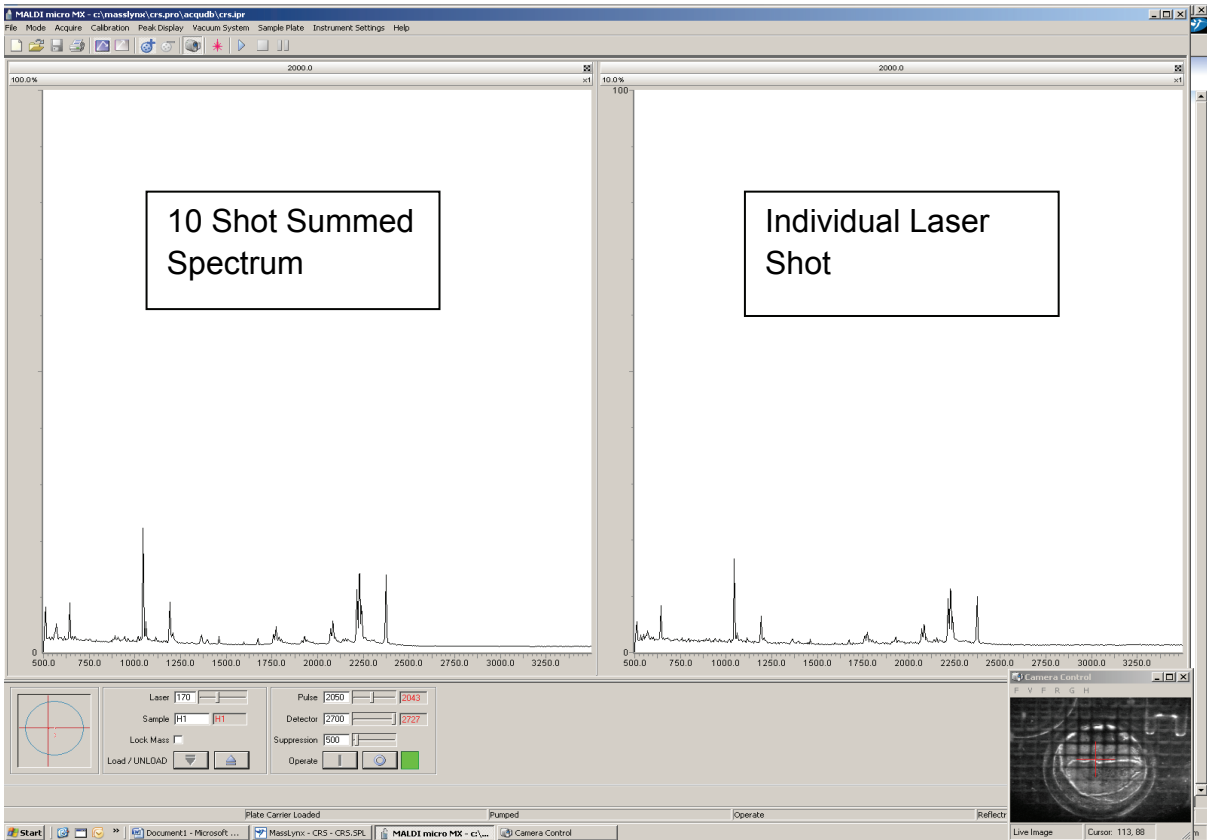 MALDI micro MX - c:\masslynx\crs.pro\acqudb\crs.ipr
File Mode Acquire Calibration Peak Display Vacuum System Sample Plate Instrument Settings Help
2000.0
100.0% x1
10 Shot Summed
Spectrum
0
500.0 750.0 1000.0 1250.0 1500.0 1750.0 2000.0 2250.0 2500.0 2750.0 3000.0 3250.0
2000.0
10.0% x1
100
Individual Laser
Shot
0
500.0 750.0 1000.0 1250.0 1500.0 1750.0 2000.0 2250.0 2500.0 2750.0 3000.0 3250.0
Laser 170
Sample H1 H1
Lock Mass
Load / UNLOAD
Pulse 2050 2043
Detector 2700 2727
Suppression 500
Operate
Camera Control
F V F R G H
Live Image Cursor: 113, 88
Plate Carrier Loaded Pumped Operate Reflectr
Start Document1 - Microsoft ... MassLynx - CRS - CRS.SPL MALDI micro MX - c:\... Camera Control